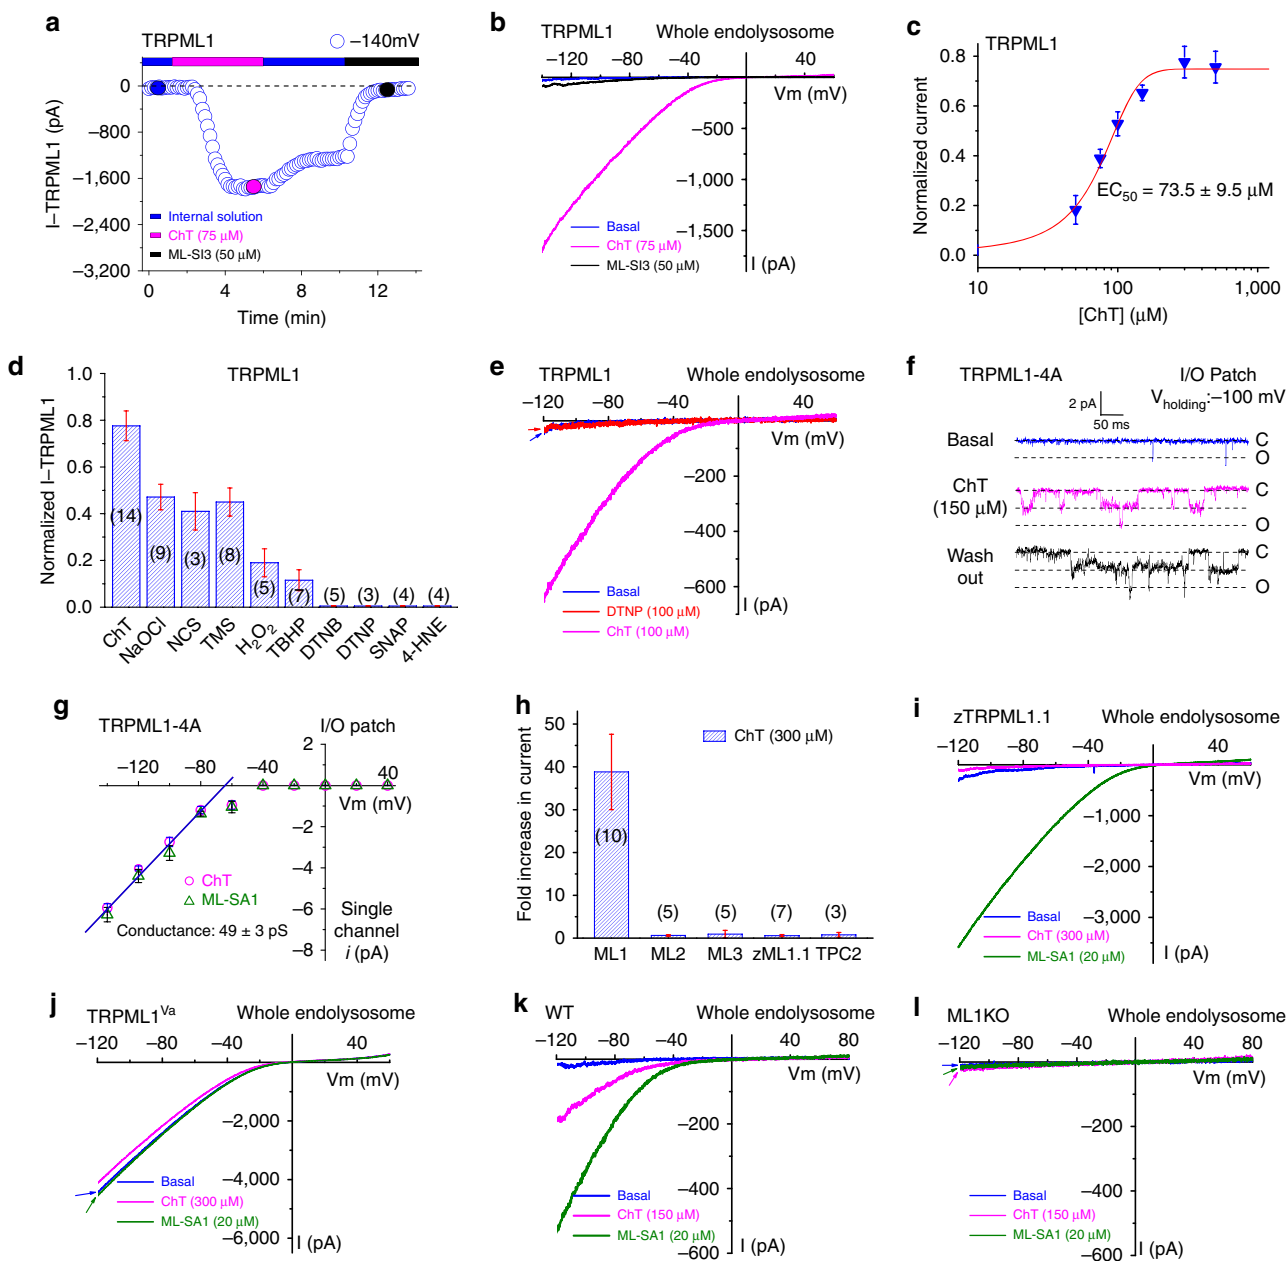 a
TRPML1
−140mV
I–TRPML1 (pA)
0
−800
−1,600
−2,400
−3,200
Internal solution
ChT (75 μM)
ML-SI3 (50 μM)
0 4 8 12
Time (min)
b
TRPML1 Whole endolysosome
−120 −80 −40 40
Vm (mV)
−500
−1,000
−1,500
I (pA)
Basal
ChT (75 μM)
ML-SI3 (50 μM)
c
TRPML1
Normalized current
0.8
0.6
0.4
0.2
0.0
EC50 = 73.5 ± 9.5 μM
10 100 1,000
[ChT] (μM)
d
TRPML1
Normalized I–TRPML1
1.0
0.8
0.6
0.4
0.2
0.0
(14) (9) (3) (8) (5) (7) (5) (3) (4) (4)
ChT NaOCl NCS TMS H2O2 TBHP DTNB DTNP SNAP 4-HNE
e
TRPML1 Whole endolysosome
−120 −80 −40 40
Vm (mV)
−200
−400
−600
I (pA)
Basal
DTNP (100 μM)
ChT (100 μM)
f
TRPML1-4A I/O Patch
Vholding:−100 mV
2 pA
50 ms
Basal C
O
ChT (150 μM) C
O
Wash out C
O
g
TRPML1-4A I/O patch
2
−120 −80 −40 40
Vm (mV)
−2
−4
−6
−8
ChT
ML-SA1
Conductance: 49 ± 3 pS
Single channel
i (pA)
h
Fold increase in current
50
40
30
20
10
0
ChT (300 μM)
(10) (5) (5) (7) (3)
ML1 ML2 ML3 zML1.1 TPC2
i
zTRPML1.1 Whole endolysosome
−120 −80 −40 40
Vm (mV)
−1,000
−2,000
−3,000
I (pA)
Basal
ChT (300 μM)
ML-SA1 (20 μM)
j
TRPML1Va Whole endolysosome
−120 −80 −40 40
Vm (mV)
−2,000
−4,000
−6,000
I (pA)
Basal
ChT (300 μM)
ML-SA1 (20 μM)
k
WT Whole endolysosome
−120 −80 −40 40 80
Vm (mV)
−200
−400
−600
I (pA)
Basal
ChT (150 μM)
ML-SA1 (20 μM)
l
ML1KO Whole endolysosome
−120 −80 −40 40 80
Vm (mV)
−200
−400
−600
I (pA)
Basal
ChT (150 μM)
ML-SA1 (20 μM)